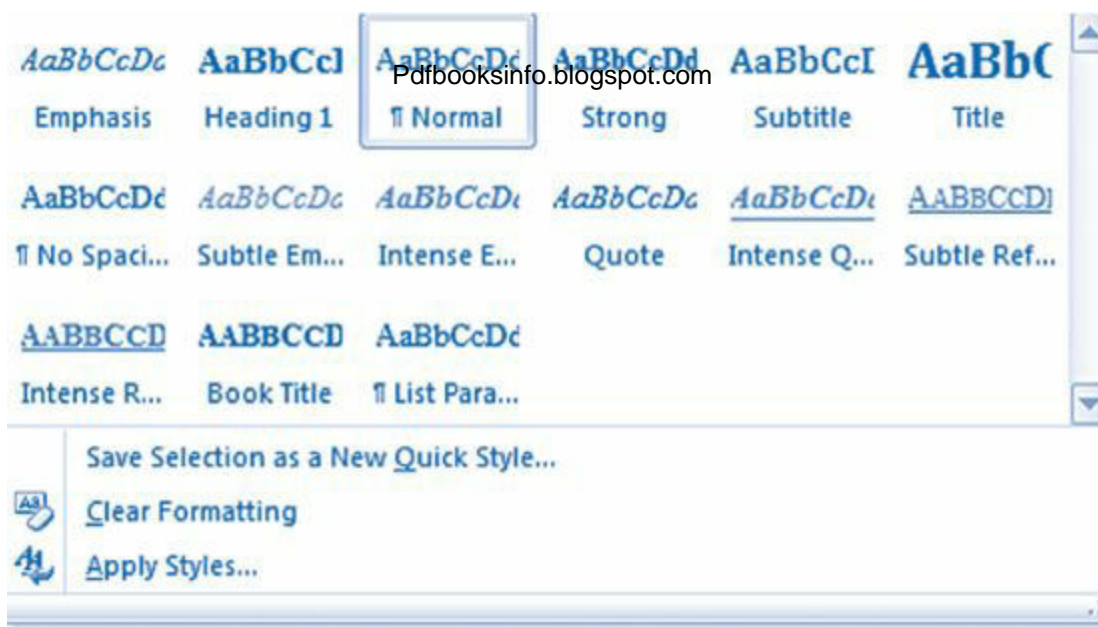 AaBbCcDc AaBbCcI AaBbCcDc AaBbCcDd AaBbCcI AaBb(
Pdfbooksinfo.blogspot.com
Emphasis Heading 1 ¶ Normal Strong Subtitle Title
AaBbCcDc AaBbCcDc AaBbCcDc AaBbCcDc AaBbCcDc AABBCCDI
¶ No Spaci... Subtle Em... Intense E... Quote Intense Q... Subtle Ref...
AABBCCD AABBCCD AaBbCcDc
Intense R... Book Title ¶ List Para...
Save Selection as a New Quick Style...
Clear Formatting
Apply Styles...